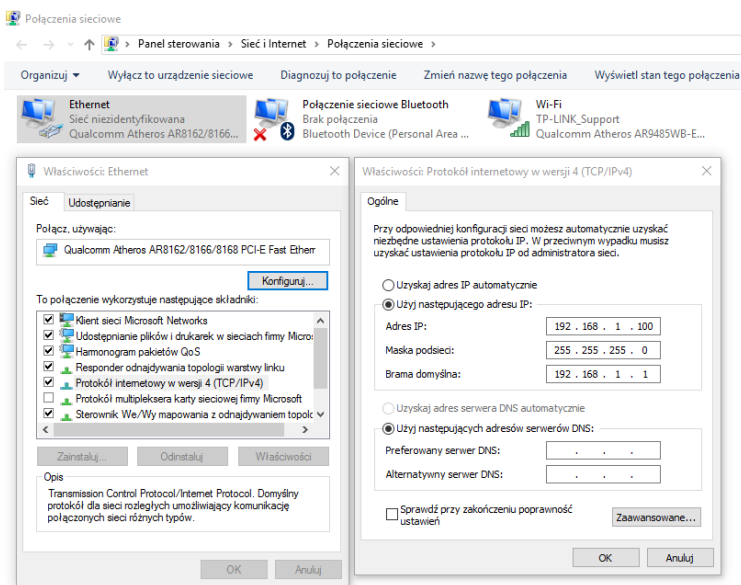 Połączenia sieciowe
Panel sterowania > Sieć i Internet > Połączenia sieciowe >
Organizuj Wyłącz to urządzenie sieciowe Diagnozuj to połączenie Zmień nazwę tego połączenia Wyświetl stan tego połączenia
Ethernet
Sieć niezidentyfikowana
Qualcomm Atheros AR8162/8166...
Połączenie sieciowe Bluetooth
Brak połączenia
Bluetooth Device (Personal Area ...
Wi-Fi
TP-LINK_Support
Qualcomm Atheros AR9485WB-E...
Właściwości: Ethernet
Sieć Udostępnianie
Połącz, używając:
Qualcomm Atheros AR8162/8166/8168 PCI-E Fast Ethern
Konfiguruj...
To połączenie wykorzystuje następujące składniki:
Klient sieci Microsoft Networks
Udostępnianie plików i drukarek w sieciach firmy Micro:
Harmonogram pakietów QoS
Responder odnajdywania topologii warstwy linku
Protokół internetowy w wersji 4 (TCP/IPv4)
Protokół multipleksera karty sieciowej firmy Microsoft
Sterownik We/Wy mapowania z odnajdywaniem topolc
Zainstaluj... Odinstaluj Właściwości
Opis
Transmission Control Protocol/Internet Protocol. Domyślny
protokół dla sieci rozległych umożliwiający komunikację
połączonych sieci różnych typów.
OK Anuluj
Właściwości: Protokół internetowy w wersji 4 (TCP/IPv4)
Ogólne
Przy odpowiedniej konfiguracji sieci możesz automatycznie uzyskać
niezbędne ustawienia protokołu IP. W przeciwnym wypadku musisz
uzyskać ustawienia protokołu IP od administratora sieci.
Uzyskaj adres IP automatycznie
Użyj następującego adresu IP:
Adres IP: 192 . 168 . 1 . 100
Maska podsieci: 255 . 255 . 255 . 0
Brama domyślna: 192 . 168 . 1 . 1
Uzyskaj adres serwera DNS automatycznie
Użyj następujących adresów serwerów DNS:
Preferowany serwer DNS: . . .
Alternatywny serwer DNS: . . .
Sprawdź przy zakończeniu poprawność
ustawień
Zaawansowane...
OK Anuluj